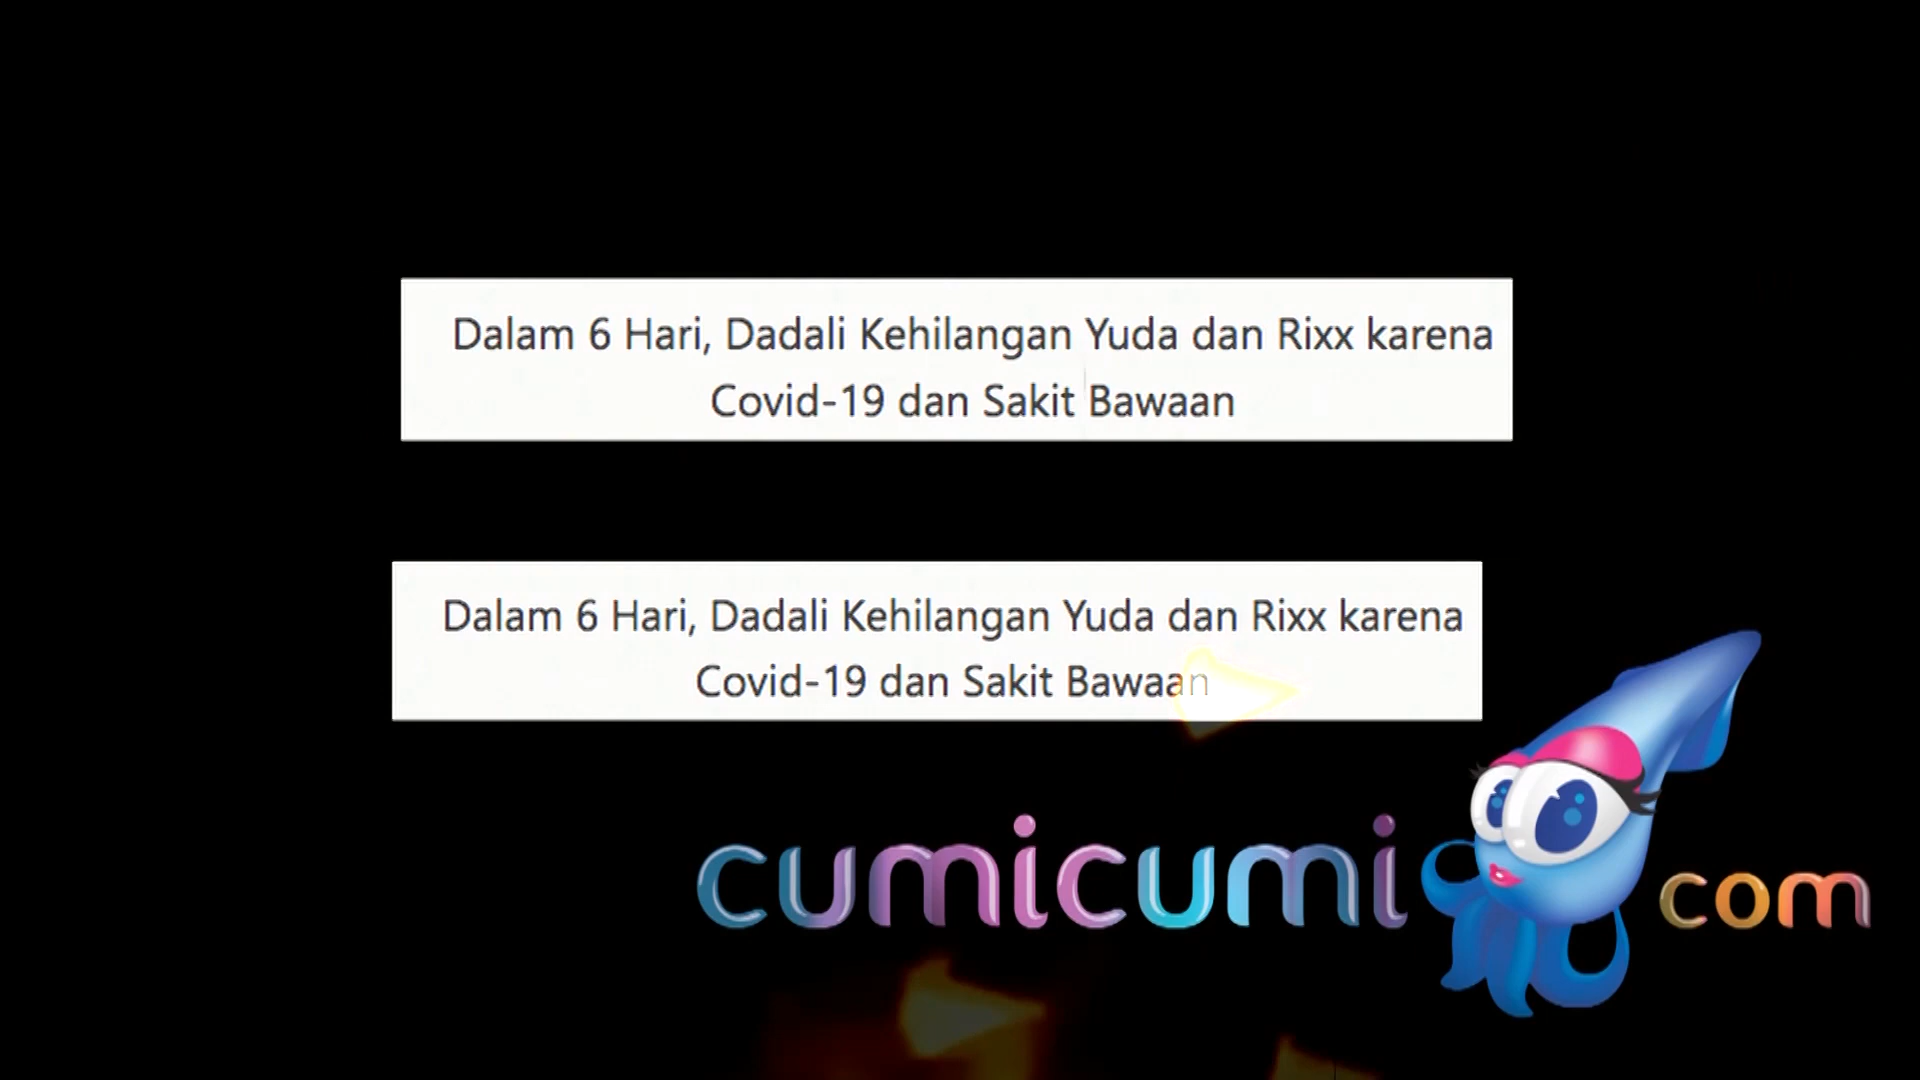 Dalam 6 Hari, Dadali Kehilangan Yuda dan Rixx karena
Covid-19 dan Sakit Bawaan
Dalam 6 Hari, Dadali Kehilangan Yuda dan Rixx karena
Covid-19 dan Sakit Bawaan
cumicumi com